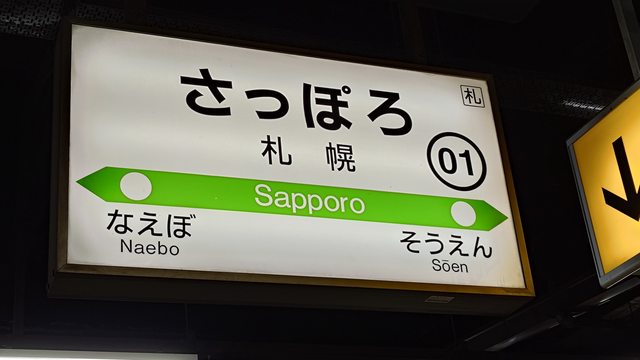 さっぽろ
札
札幌
01
Sapporo
なえぼ
Naebo
そうえん
Sōen